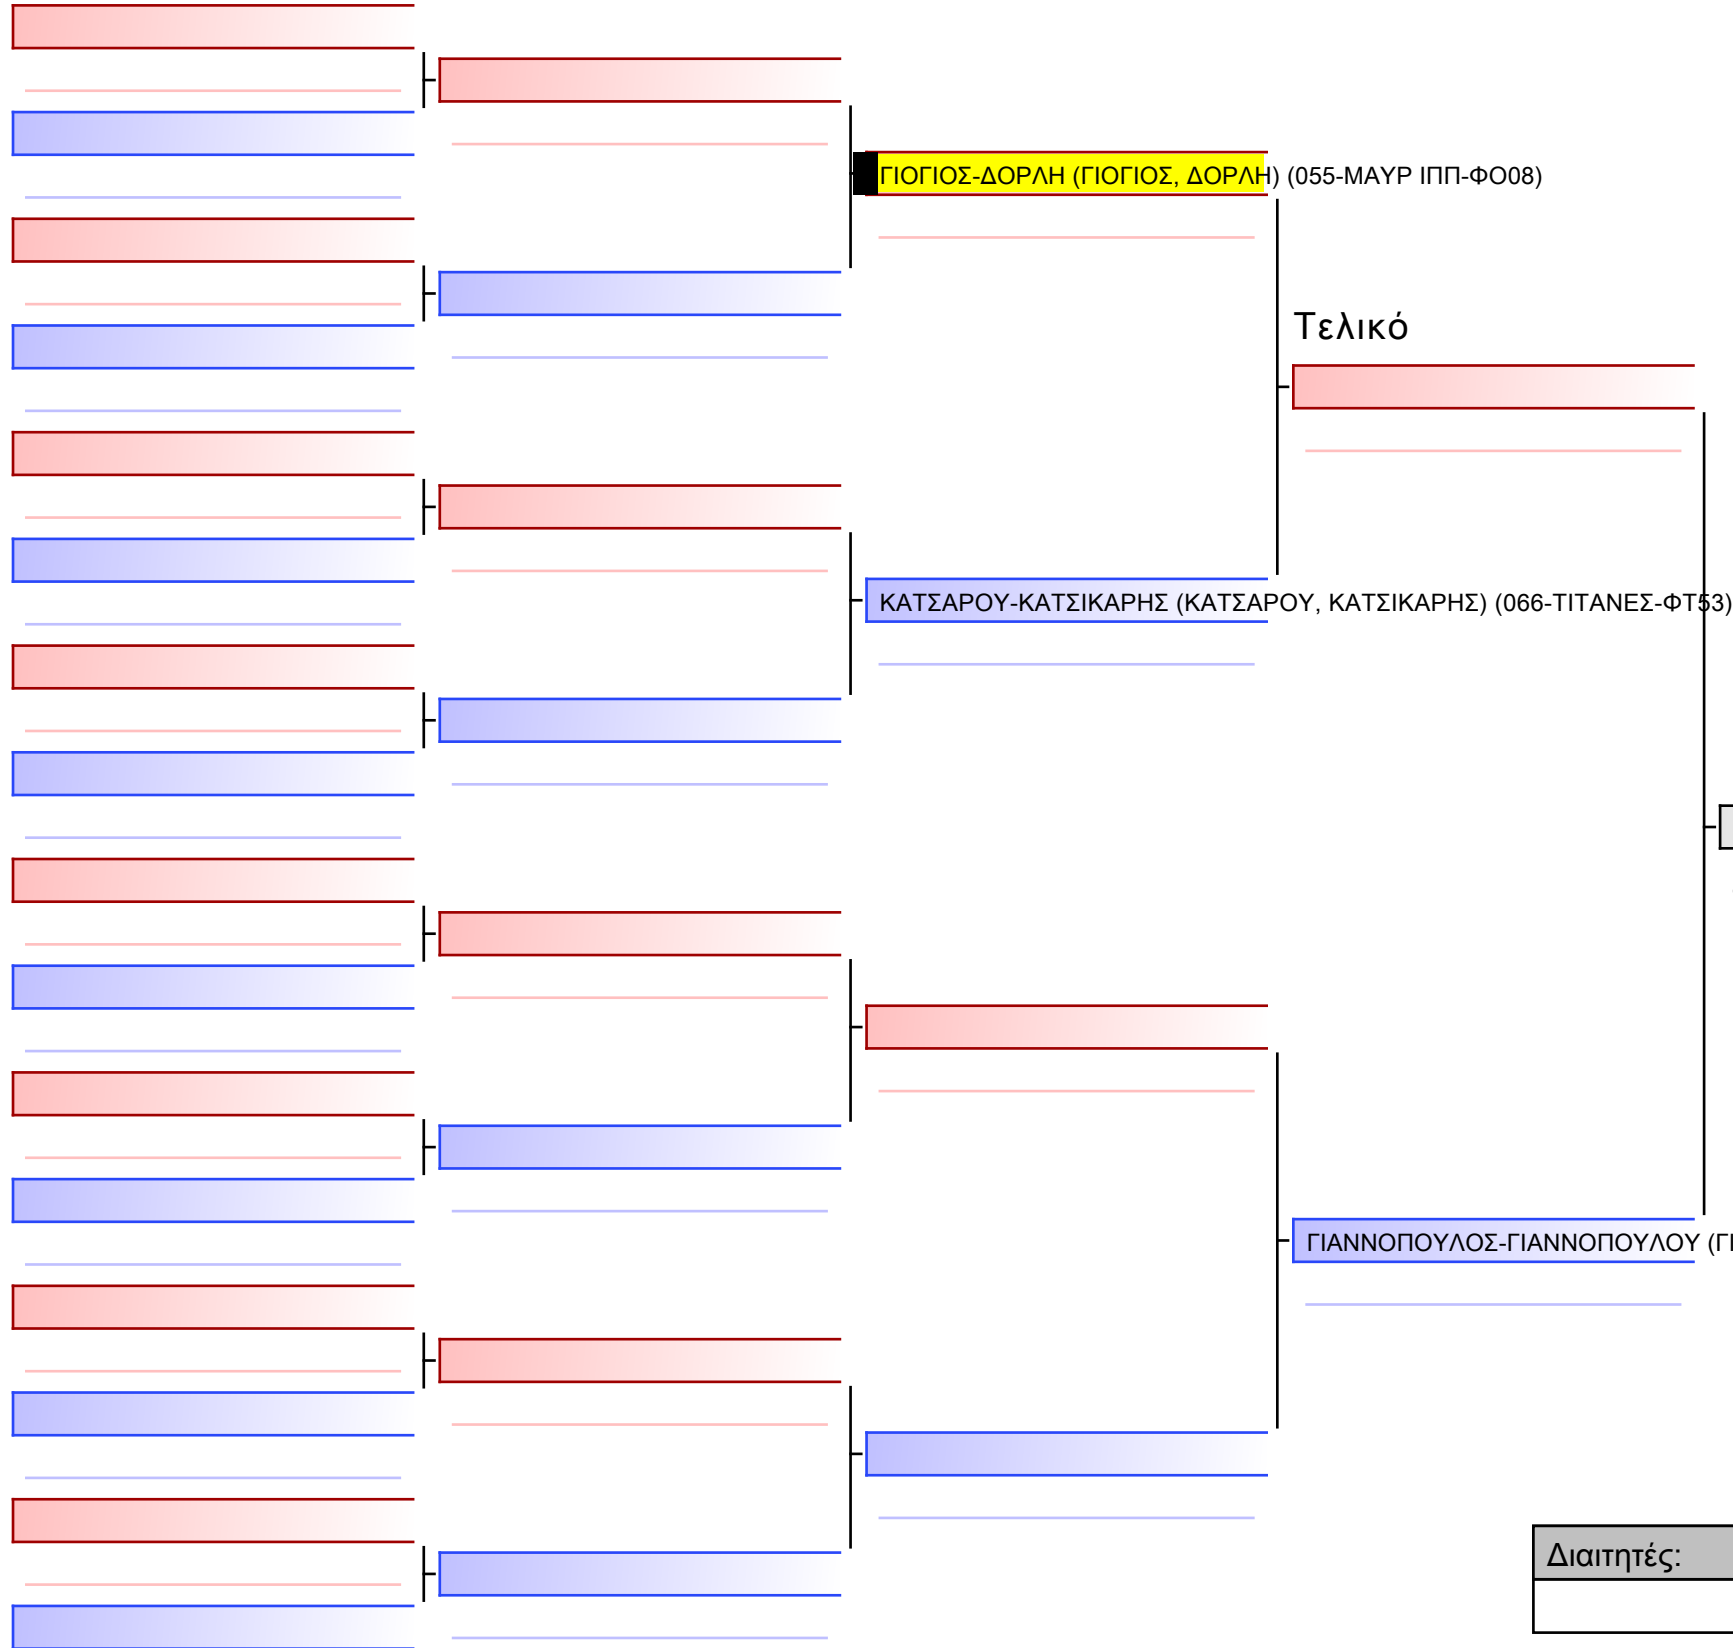 ΓΙΟΓΙΟΣ-ΔΟΡΛΗ (ΓΙΟΓΙΟΣ, ΔΟΡΛΗ) (055-ΜΑΥΡ ΙΠΠ-ΦΟ08)
Τελικό
ΚΑΤΣΑΡΟΥ-ΚΑΤΣΙΚΑΡΗΣ (ΚΑΤΣΑΡΟΥ, ΚΑΤΣΙΚΑΡΗΣ) (066-ΤΙΤΑΝΕΣ-ΦΤ53)
ΓΙΑΝΝΟΠΟΥΛΟΣ-ΓΙΑΝΝΟΠΟΥΛΟΥ
Διαιτητές: